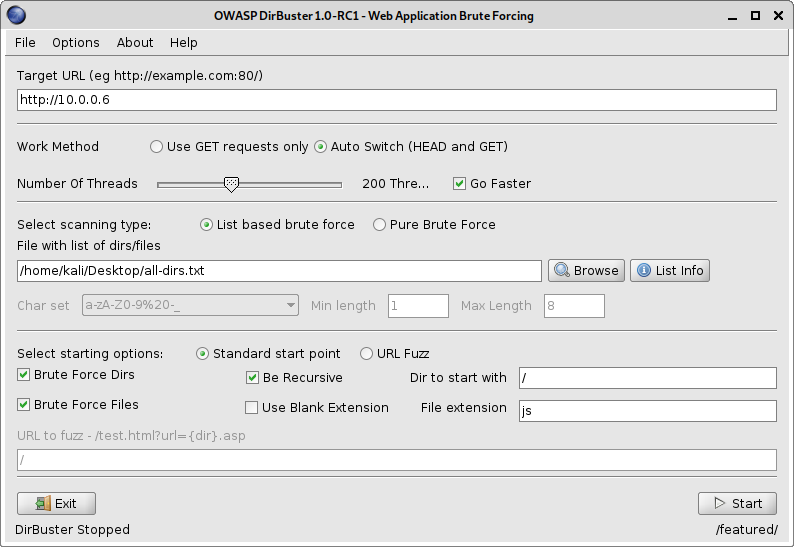 OWASP DirBuster 1.0-RC1 - Web Application Brute Forcing
File Options About Help
Target URL (eg http://example.com:80/)
http://10.0.0.6
Work Method Use GET requests only Auto Switch (HEAD and GET)
Number Of Threads 200 Thre... Go Faster
Select scanning type: List based brute force Pure Brute Force
File with list of dirs/files
/home/kali/Desktop/all-dirs.txt Browse List Info
Char set a-zA-Z0-9%20-_ Min length 1 Max Length 8
Select starting options: Standard start point URL Fuzz
Brute Force Dirs Be Recursive Dir to start with /
Brute Force Files Use Blank Extension File extension js
URL to fuzz - /test.html?url={dir}.asp
/
Exit Start
DirBuster Stopped /featured/